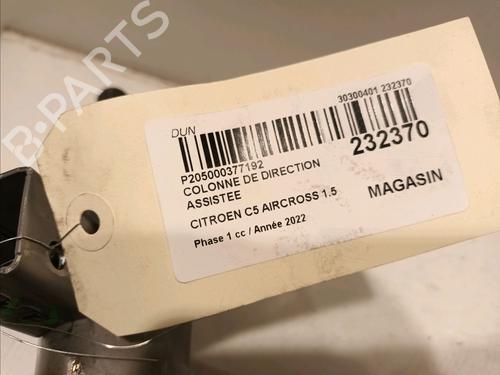 B-PARTS
DUN
30300401 232370
P205000377192
232370
COLONNE DE DIRECTION
ASSISTEE
CITROEN C5 AIRCROSS 1.5
MAGASIN
Phase 1 cc / Année 2022